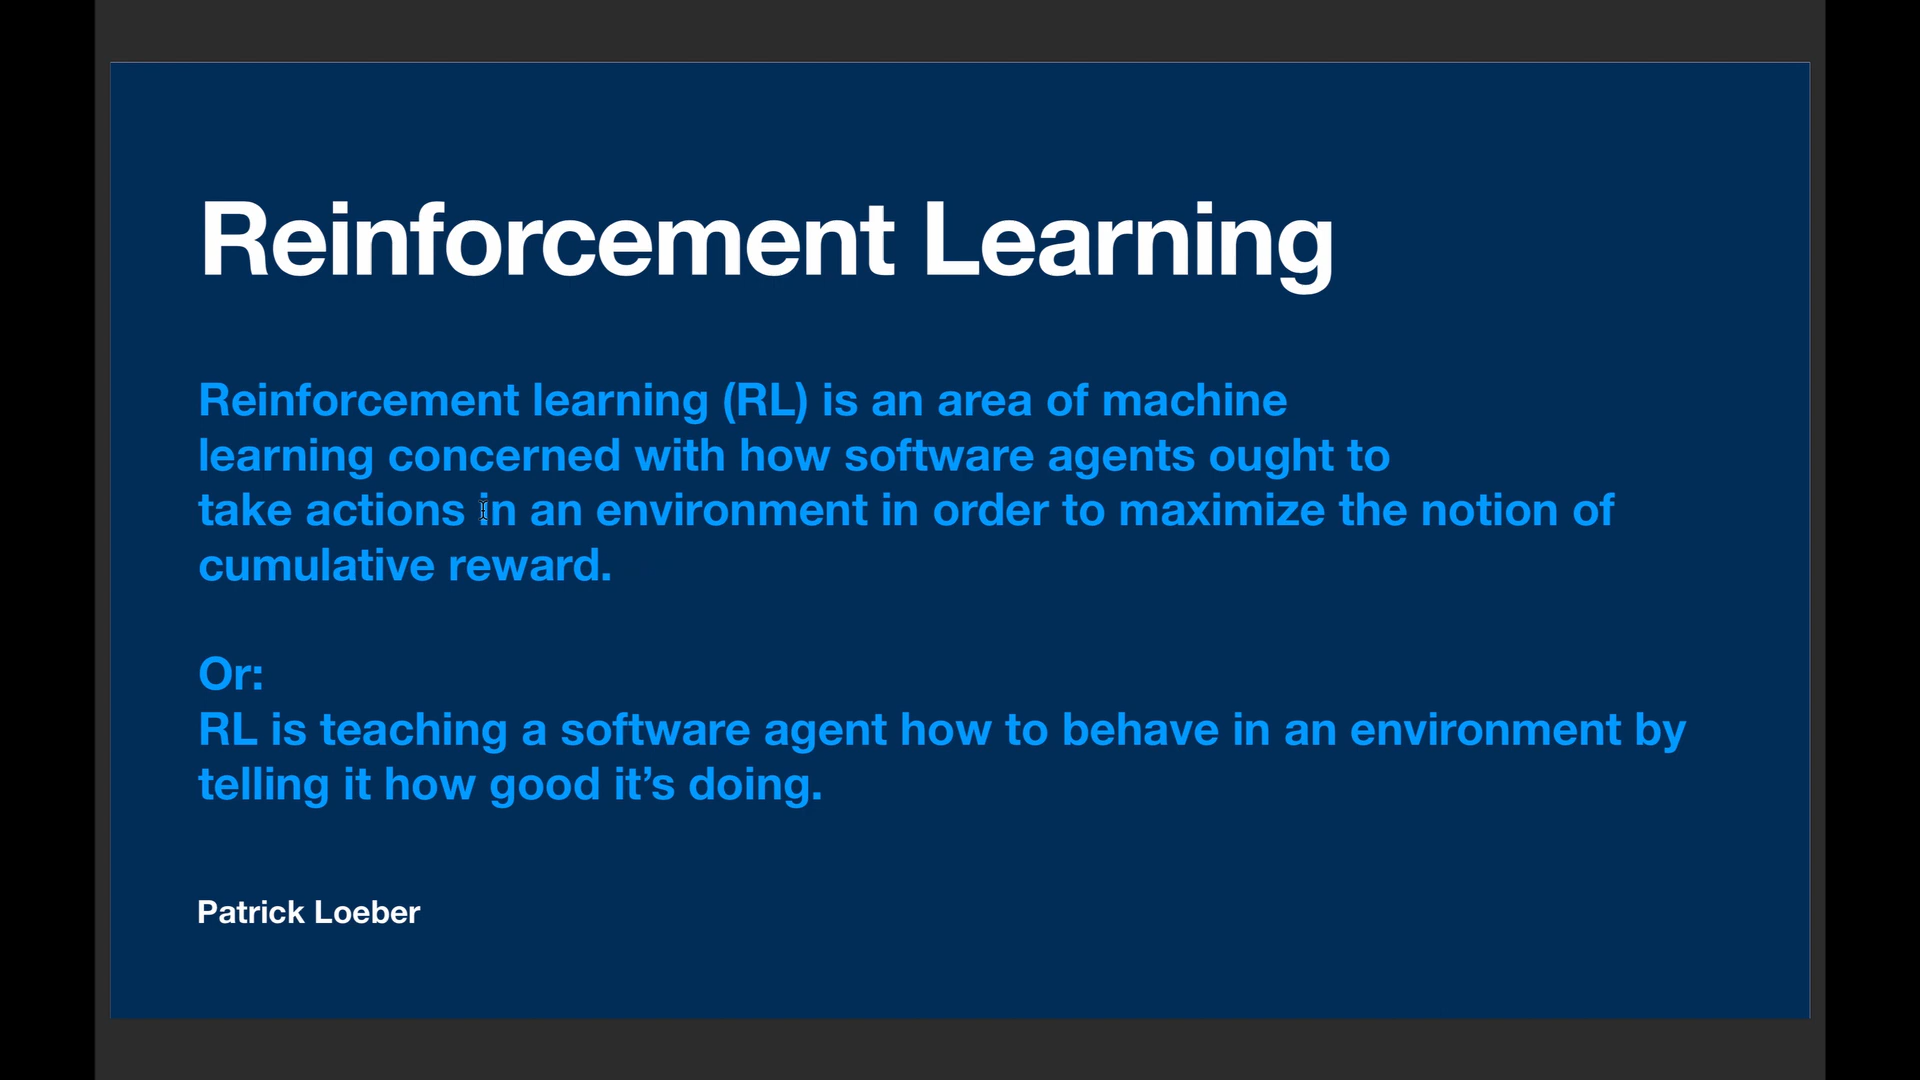 Reinforcement Learning
Reinforcement learning (RL) is an area of machine
learning concerned with how software agents ought to
take actions in an environment in order to maximize the notion of
cumulative reward.
Or:
RL is teaching a software agent how to behave in an environment by
telling it how good it’s doing.
Patrick Loeber